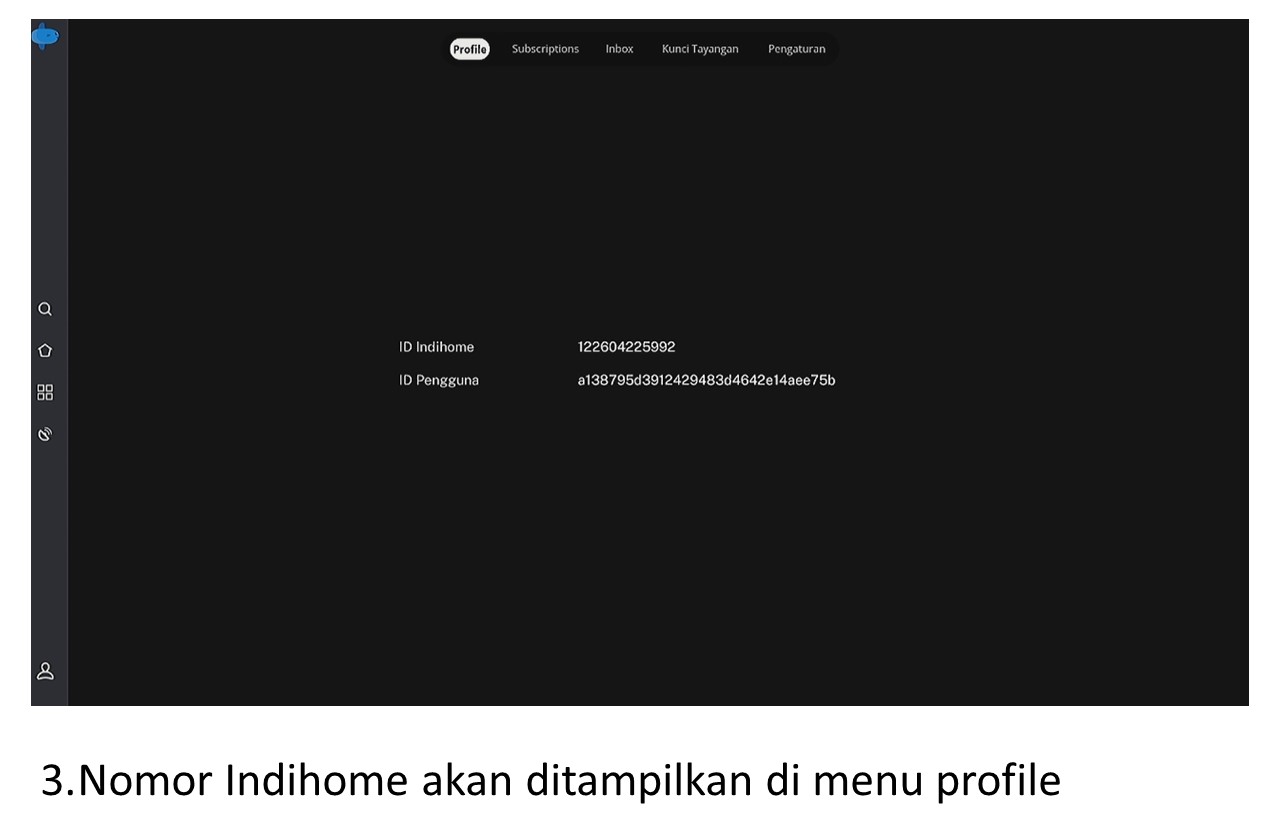 Profile Subscriptions Inbox Kunci Tayangan Pengaturan
ID Indihome 122604225992
ID Pengguna a138795d3912429483d4642e14aee75b
3.Nomor Indihome akan ditampilkan di menu profile